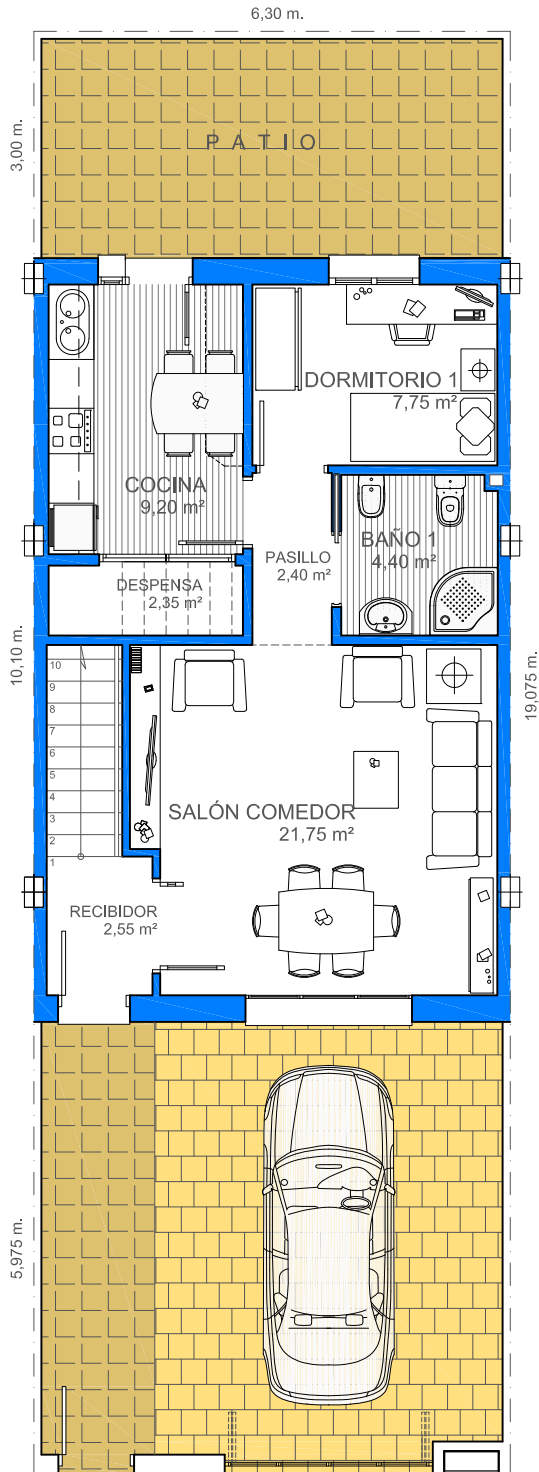 6,30 m.
3,00 m.
PATIO
DORMITORIO 1
7,75 m²
COCINA
9,20 m²
BAÑO 1
4,40 m²
PASILLO
2,40 m²
DESPENSA
2,35 m²
10,10 m.
19,075 m.
10
9
8
7
6
5
4
3
2
1
SALÓN COMEDOR
21,75 m²
RECIBIDOR
2,55 m²
5,975 m.